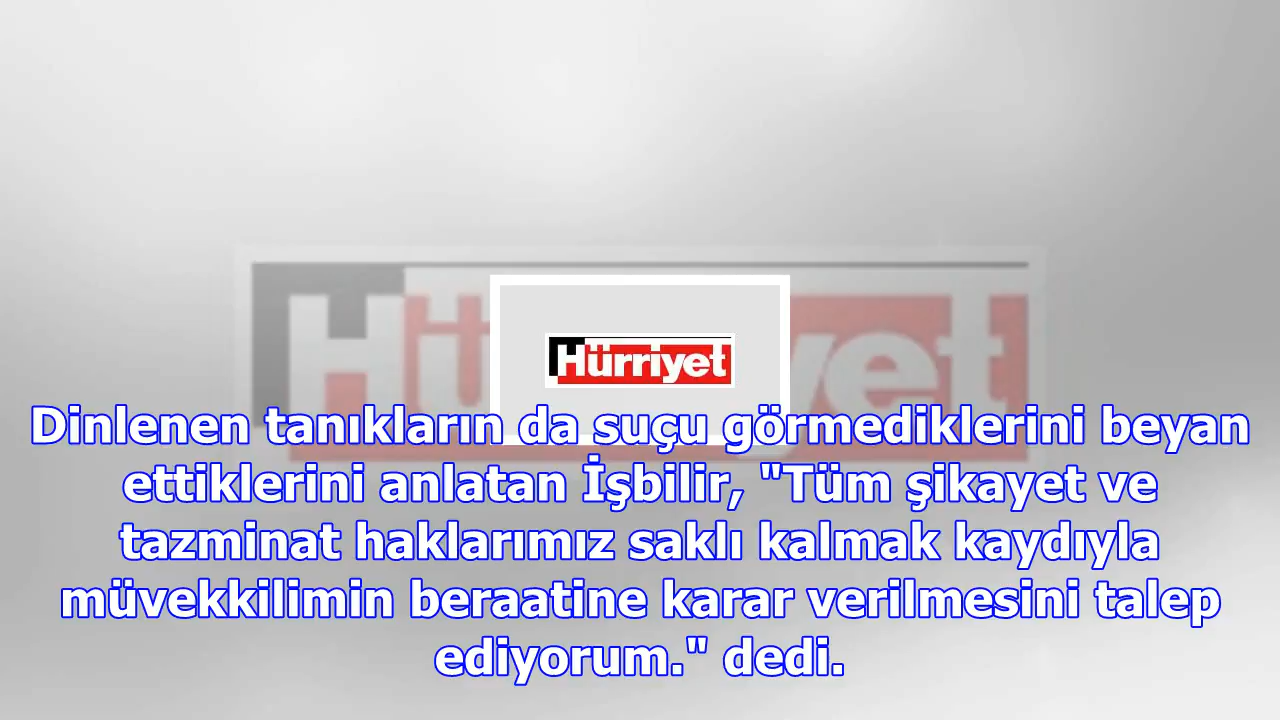 Hürriyet
Dinlenen tanıkların da suçu görmediklerini beyan
ettiklerini anlatan İşbilir, "Tüm şikayet ve
tazminat haklarımız saklı kalmak kaydıyla
müvekkilimin beraatine karar verilmesini talep
ediyorum." dedi.